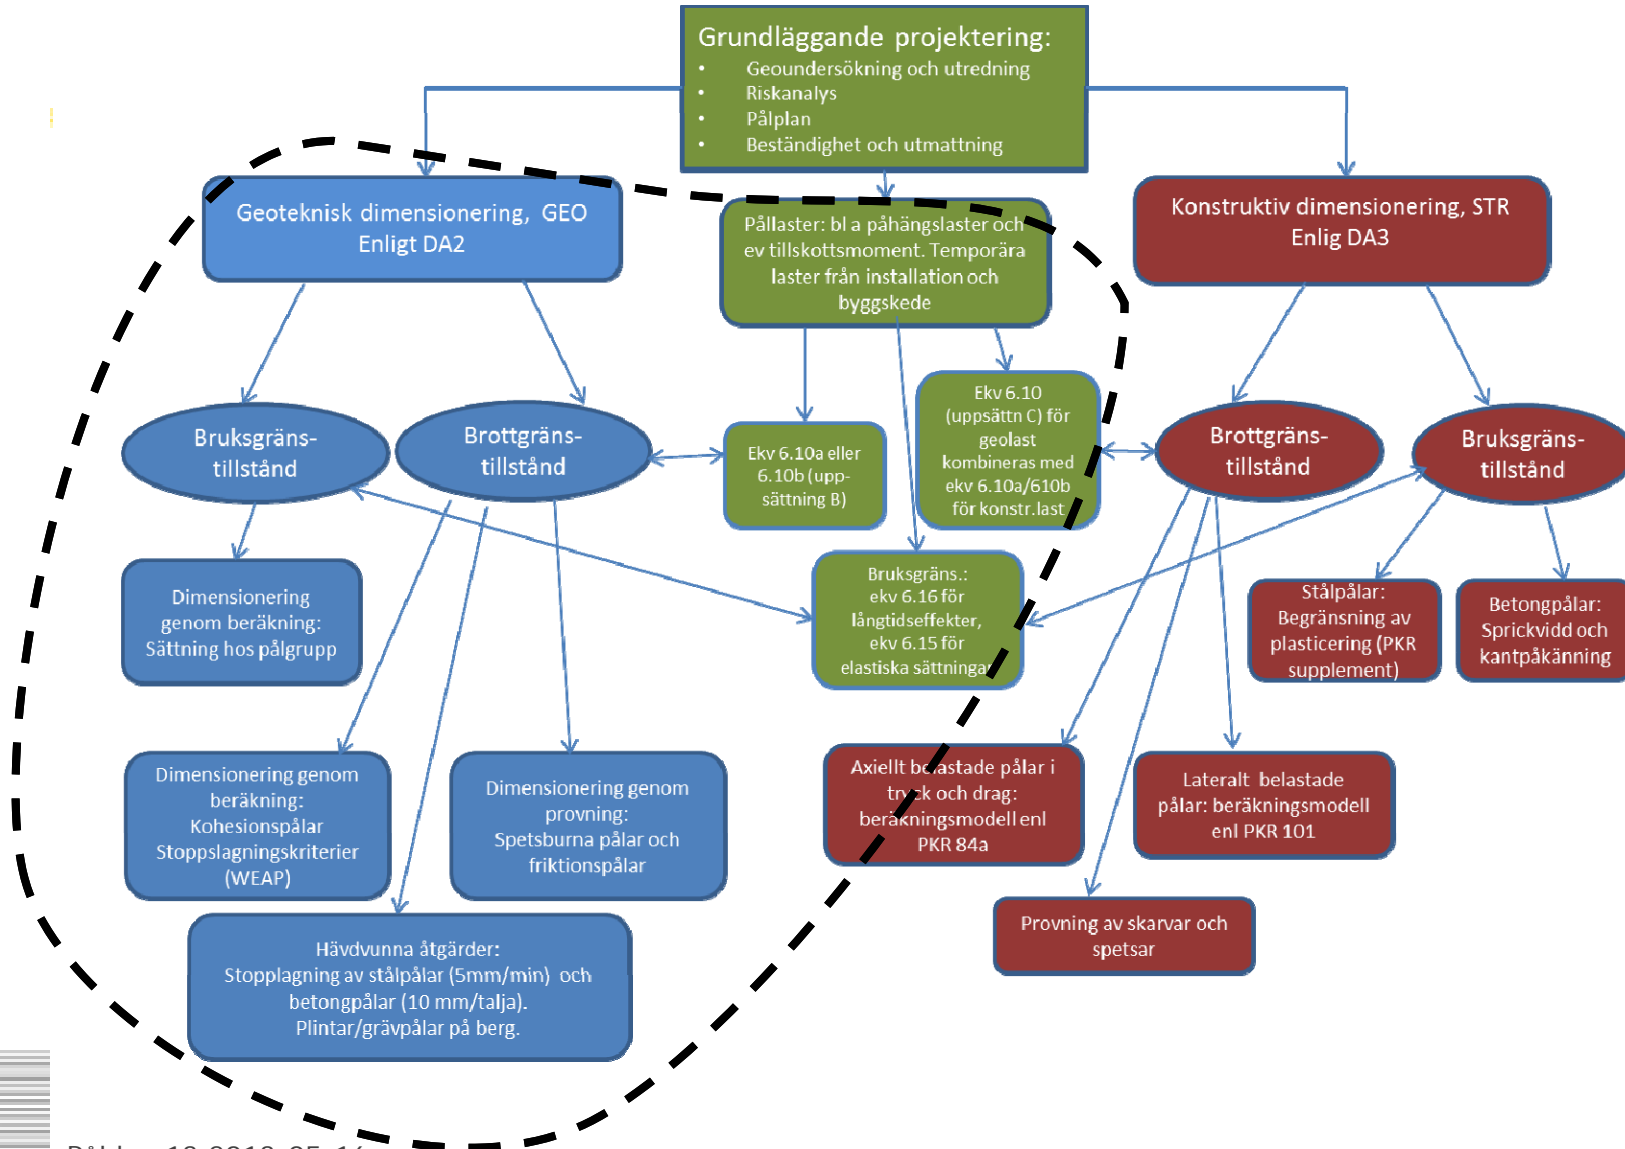 Grundläggande projektering:
• Geoundersökning och utredning
• Riskanalys
• Pålplan
• Beständighet och utmattning
Geoteknisk dimensionering, GEO
Enligt DA2
Pållaster: bl a påhängslaster och
ev tillskottsmoment. Temporära
laster från installation och
byggskede
Konstruktiv dimensionering, STR
Enlig DA3
Bruksgräns-
tillstånd
Brottgräns-
tillstånd
Ekv 6.10a eller
6.10b (upp-
sättning B)
Ekv 6.10
(uppsättn C) för
geolast
kombineras med
ekv 6.10a/610b
för konstr.last
Brottgräns-
tillstånd
Bruksgräns-
tillstånd
Dimensionering
genom beräkning:
Sättning hos pålgrupp
Bruksgräns.:
ekv 6.16 för
långtidseffekter,
ekv 6.15 för
elastiska sättningar
Stålpålar:
Begränsning av
plasticering (PKR
supplement)
Betongpålar:
Sprickvidd och
kantpåkänning
Dimensionering genom
beräkning:
Kohesionspålar
Stoppslagningskriterier
(WEAP)
Dimensionering genom
provning:
Spetsburna pålar och
friktionspålar
Axiellt belastade pålar i
tryck och drag:
beräkningsmodell enl
PKR 84a
Lateralt belastade
pålar: beräkningsmodell
enl PKR 101
Hävdvunna åtgärder:
Stopplagning av stålpålar (5mm/min) och
betongpålar (10 mm/talja).
Plintar/grävpålar på berg.
Provning av skarvar och
spetsar